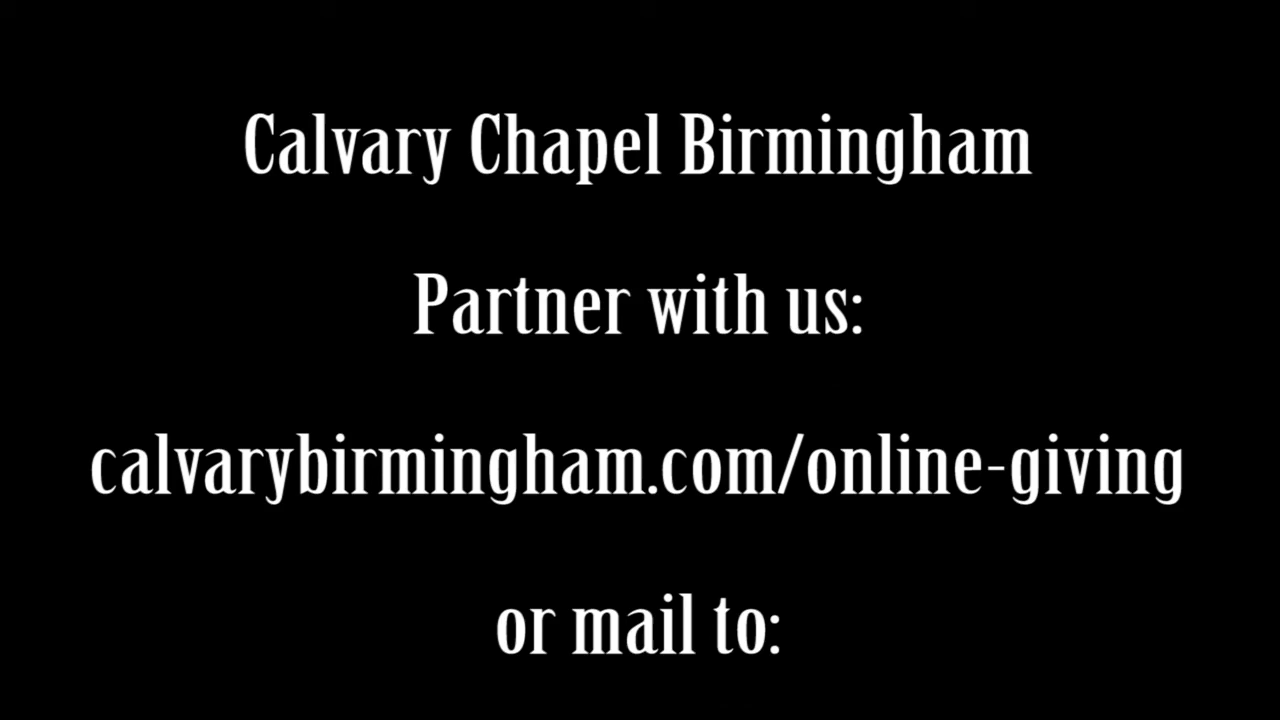 Calvary Chapel Birmingham
Partner with us:
calvarybirmingham.com/online-giving
or mail to: